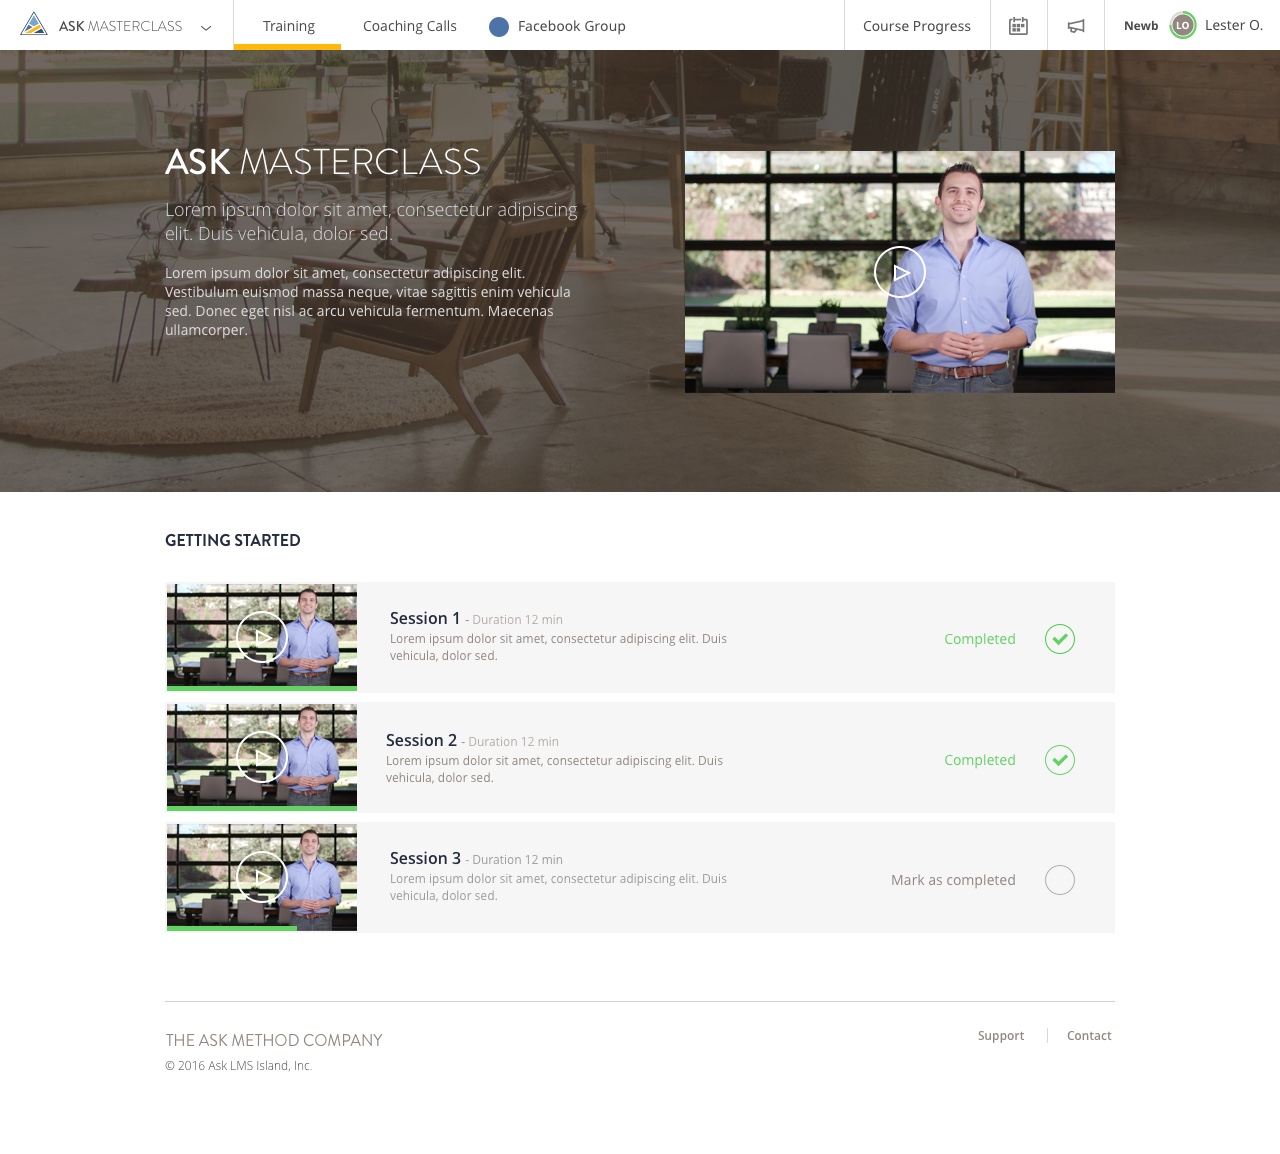 ASK MASTERCLASS
Training
Coaching Calls
Facebook Group
Course Progress
Newb
LO
Lester O.
ASK MASTERCLASS
Lorem ipsum dolor sit amet, consectetur adipiscing
elit. Duis vehicula, dolor sed.
Lorem ipsum dolor sit amet, consectetur adipiscing elit.
Vestibulum euismod massa neque, vitae sagittis enim vehicula
sed. Donec eget nisl ac arcu vehicula fermentum. Maecenas
ullamcorper.
GETTING STARTED
Session 1 - Duration 12 min
Lorem ipsum dolor sit amet, consectetur adipiscing elit. Duis
vehicula, dolor sed.
Completed
Session 2 - Duration 12 min
Lorem ipsum dolor sit amet, consectetur adipiscing elit. Duis
vehicula, dolor sed.
Completed
Session 3 - Duration 12 min
Lorem ipsum dolor sit amet, consectetur adipiscing elit. Duis
vehicula, dolor sed.
Mark as completed
THE ASK METHOD COMPANY
© 2016 Ask LMS Island, Inc.
Support
Contact